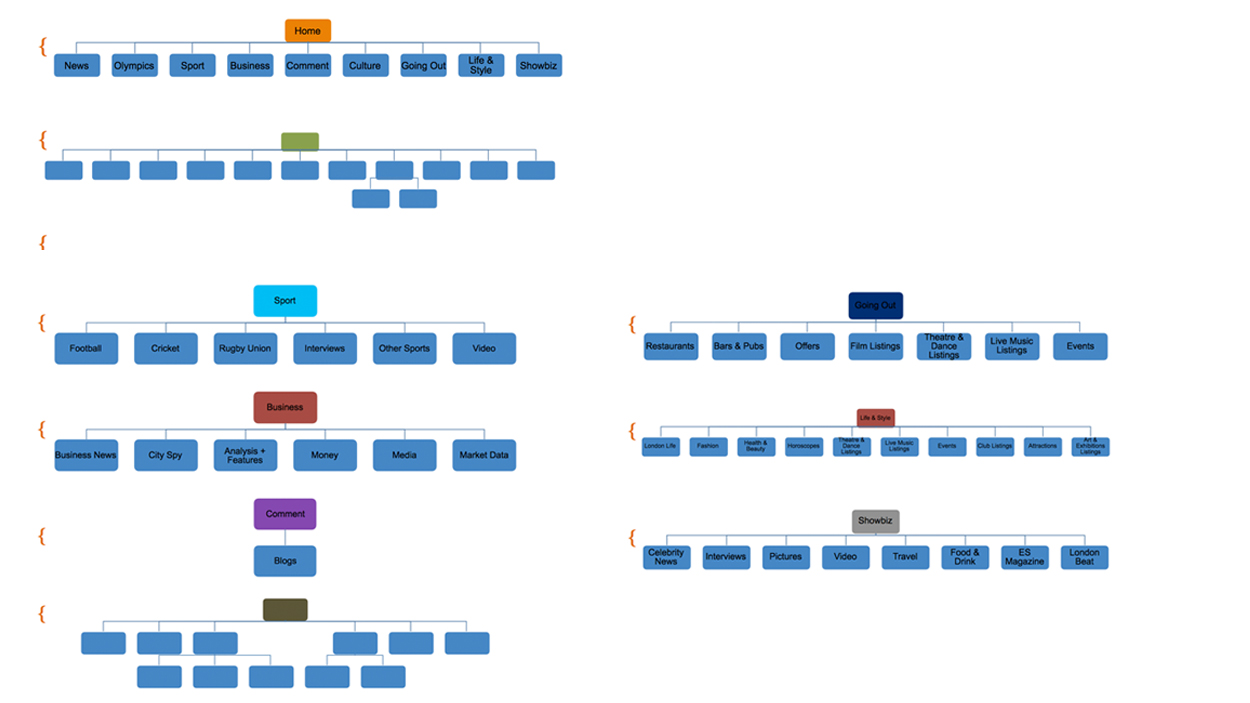 Home
News
Olympics
Sport
Business
Comment
Culture
Going Out
Life &
Style
Showbiz
Sport
Football
Cricket
Rugby Union
Interviews
Other Sports
Video
Business
Business News
City Spy
Analysis +
Features
Money
Media
Market Data
Comment
Blogs
Going Out
Restaurants
Bars & Pubs
Offers
Film Listings
Theatre &
Dance
Listings
Live Music
Listings
Events
Life & Style
London Life
Fashion
Health &
Beauty
Horoscopes
Theatre &
Dance
Listings
Live Music
Listings
Events
Club Listings
Attractions
Art &
Exhibitions
Listings
Showbiz
Celebrity
News
Interviews
Pictures
Video
Travel
Food &
Drink
ES
Magazine
London
Beat